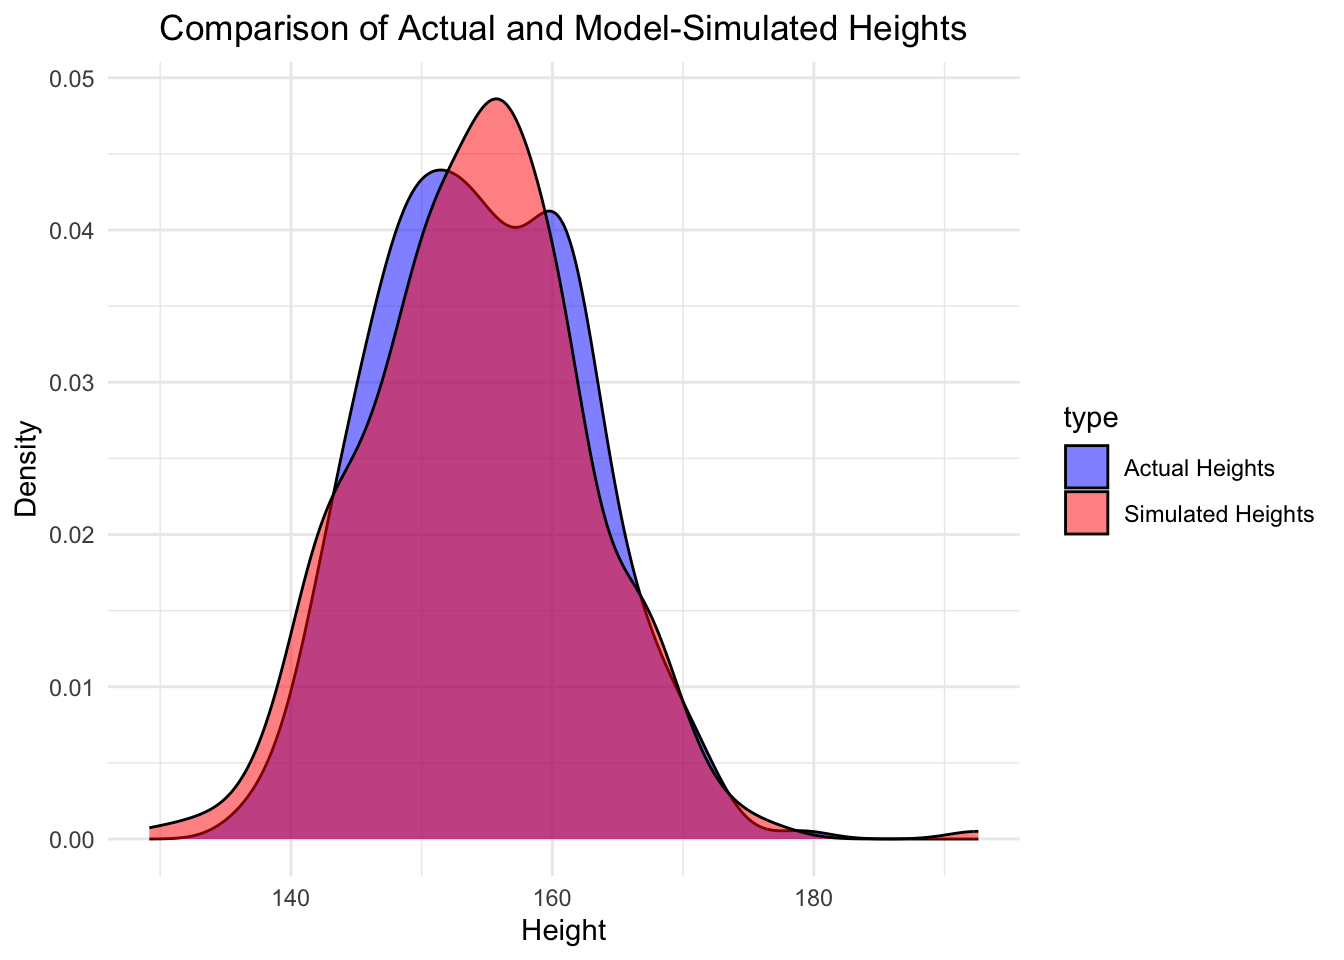 Comparison of Actual and Model-Simulated Heights
0.05
0.04
0.03
0.02
0.01
0.00
Density
140 160 180
Height
type
Actual Heights
Simulated Heights